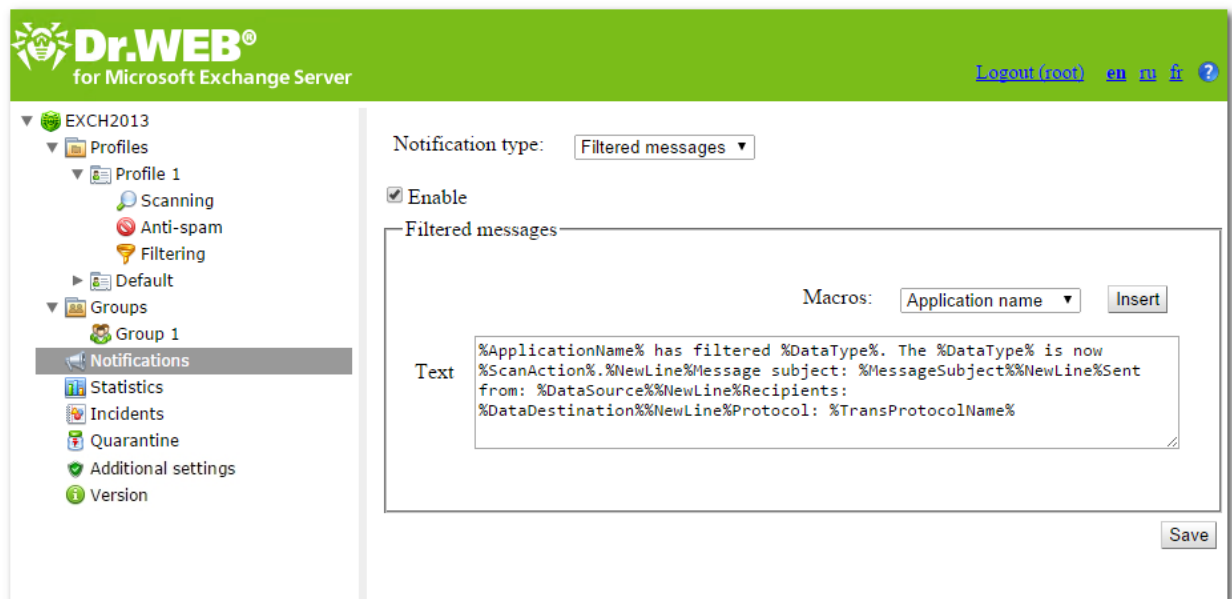 Dr.WEB®
for Microsoft Exchange Server
Logout (root) en ru fr ?
EXCH2013
Profiles
Profile 1
Scanning
Anti-spam
Filtering
Default
Groups
Group 1
Notifications
Statistics
Incidents
Quarantine
Additional settings
Version
Notification type: Filtered messages
Enable
Filtered messages
Macros: Application name Insert
Text
%ApplicationName% has filtered %DataType%. The %DataType% is now
%ScanAction%.%NewLine%Message subject: %MessageSubject%%NewLine%Sent
from: %DataSource%%NewLine%Recipients:
%DataDestination%%NewLine%Protocol: %TransProtocolName%
Save